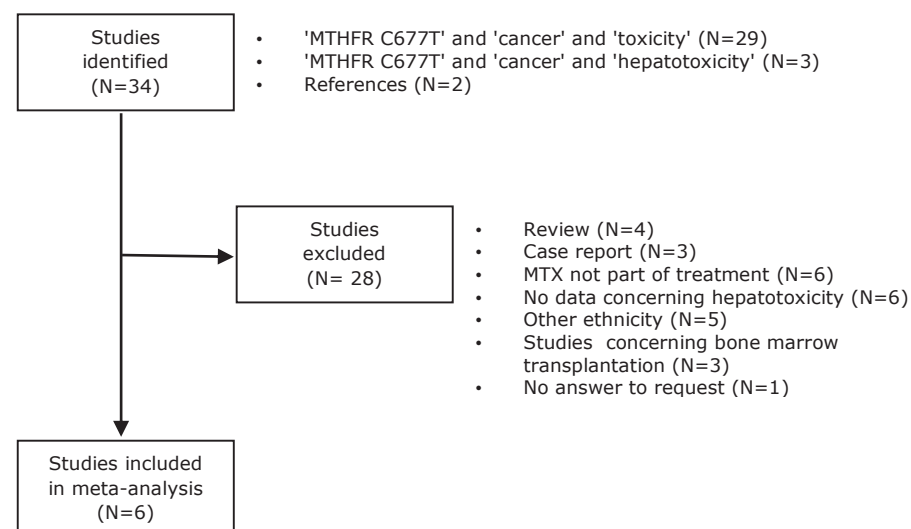 Studies
identified
(N=34)
• 'MTHFR C677T' and 'cancer' and 'toxicity' (N=29)
• 'MTHFR C677T' and 'cancer' and 'hepatotoxicity' (N=3)
• References (N=2)
Studies
excluded
(N= 28)
• Review (N=4)
• Case report (N=3)
• MTX not part of treatment (N=6)
• No data concerning hepatotoxicity (N=6)
• Other ethnicity (N=5)
• Studies concerning bone marrow
transplantation (N=3)
• No answer to request (N=1)
Studies included
in meta-analysis
(N=6)